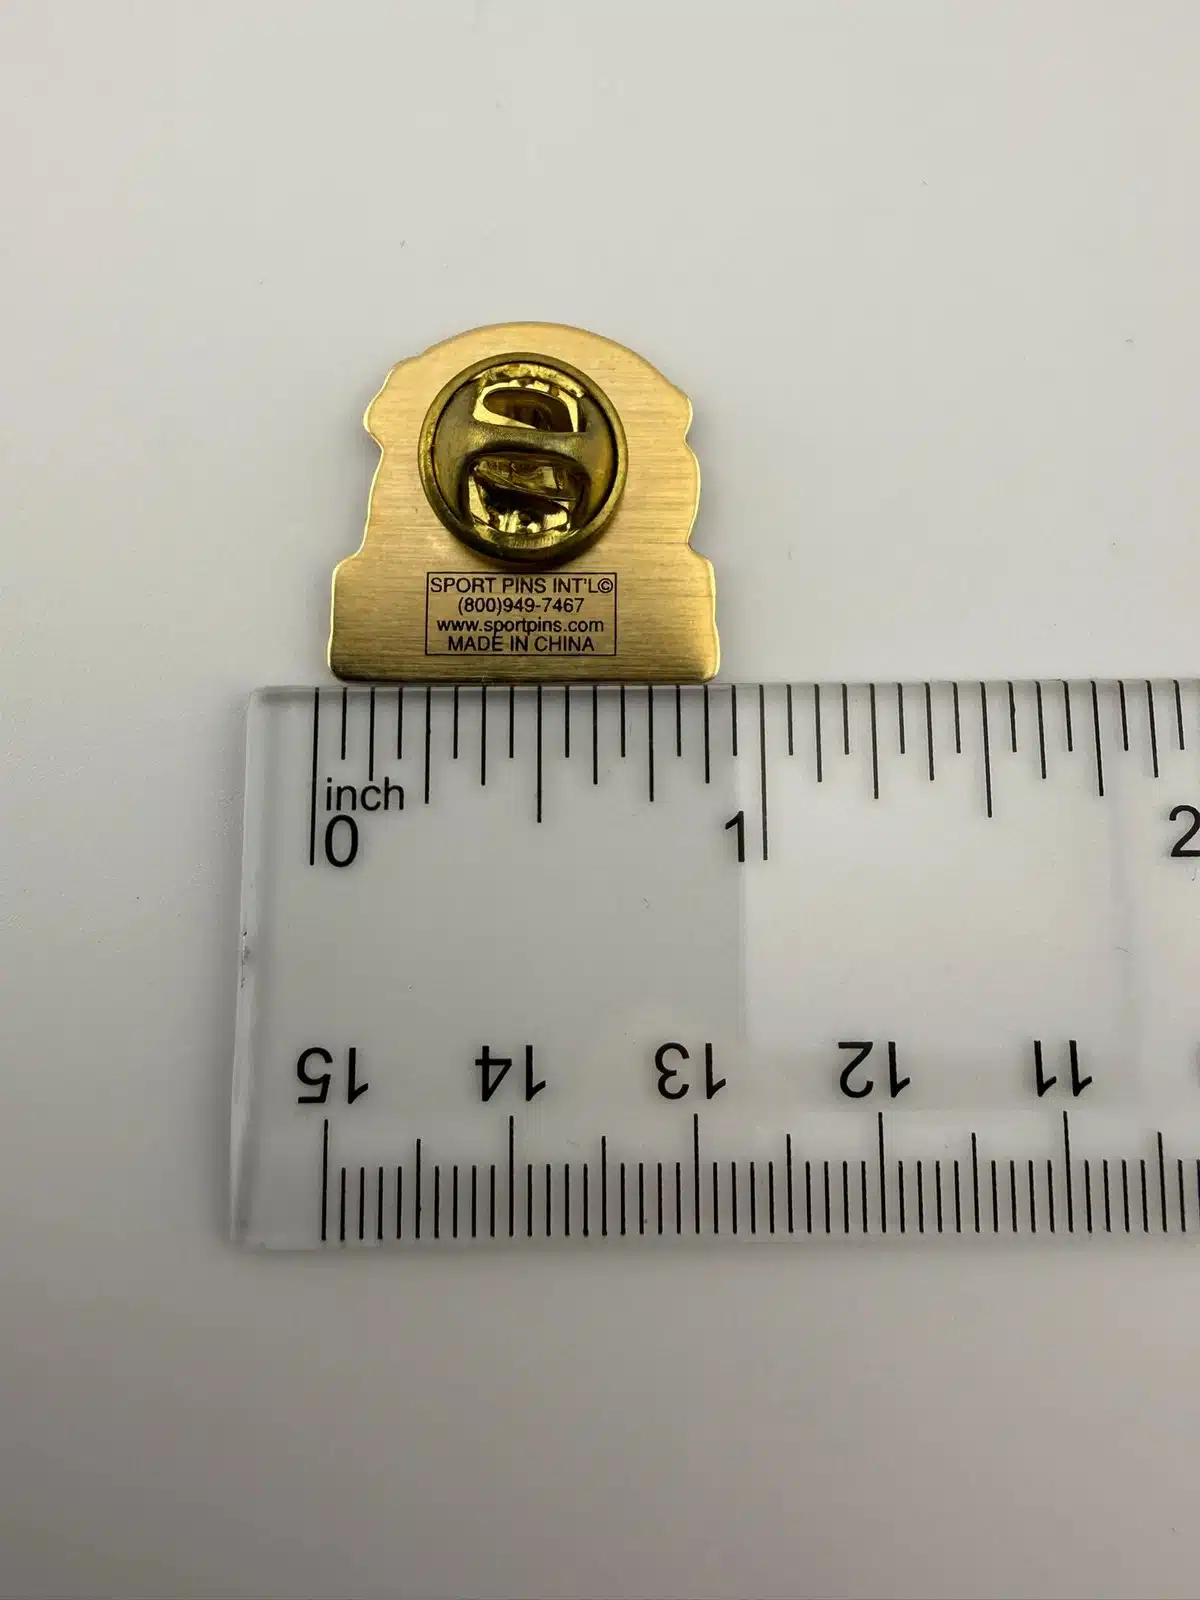 SPORT PINS INT'L©
(800)949-7467
www.sportpins.com
MADE IN CHINA
inch
0 1 2
15 14 13 12 11